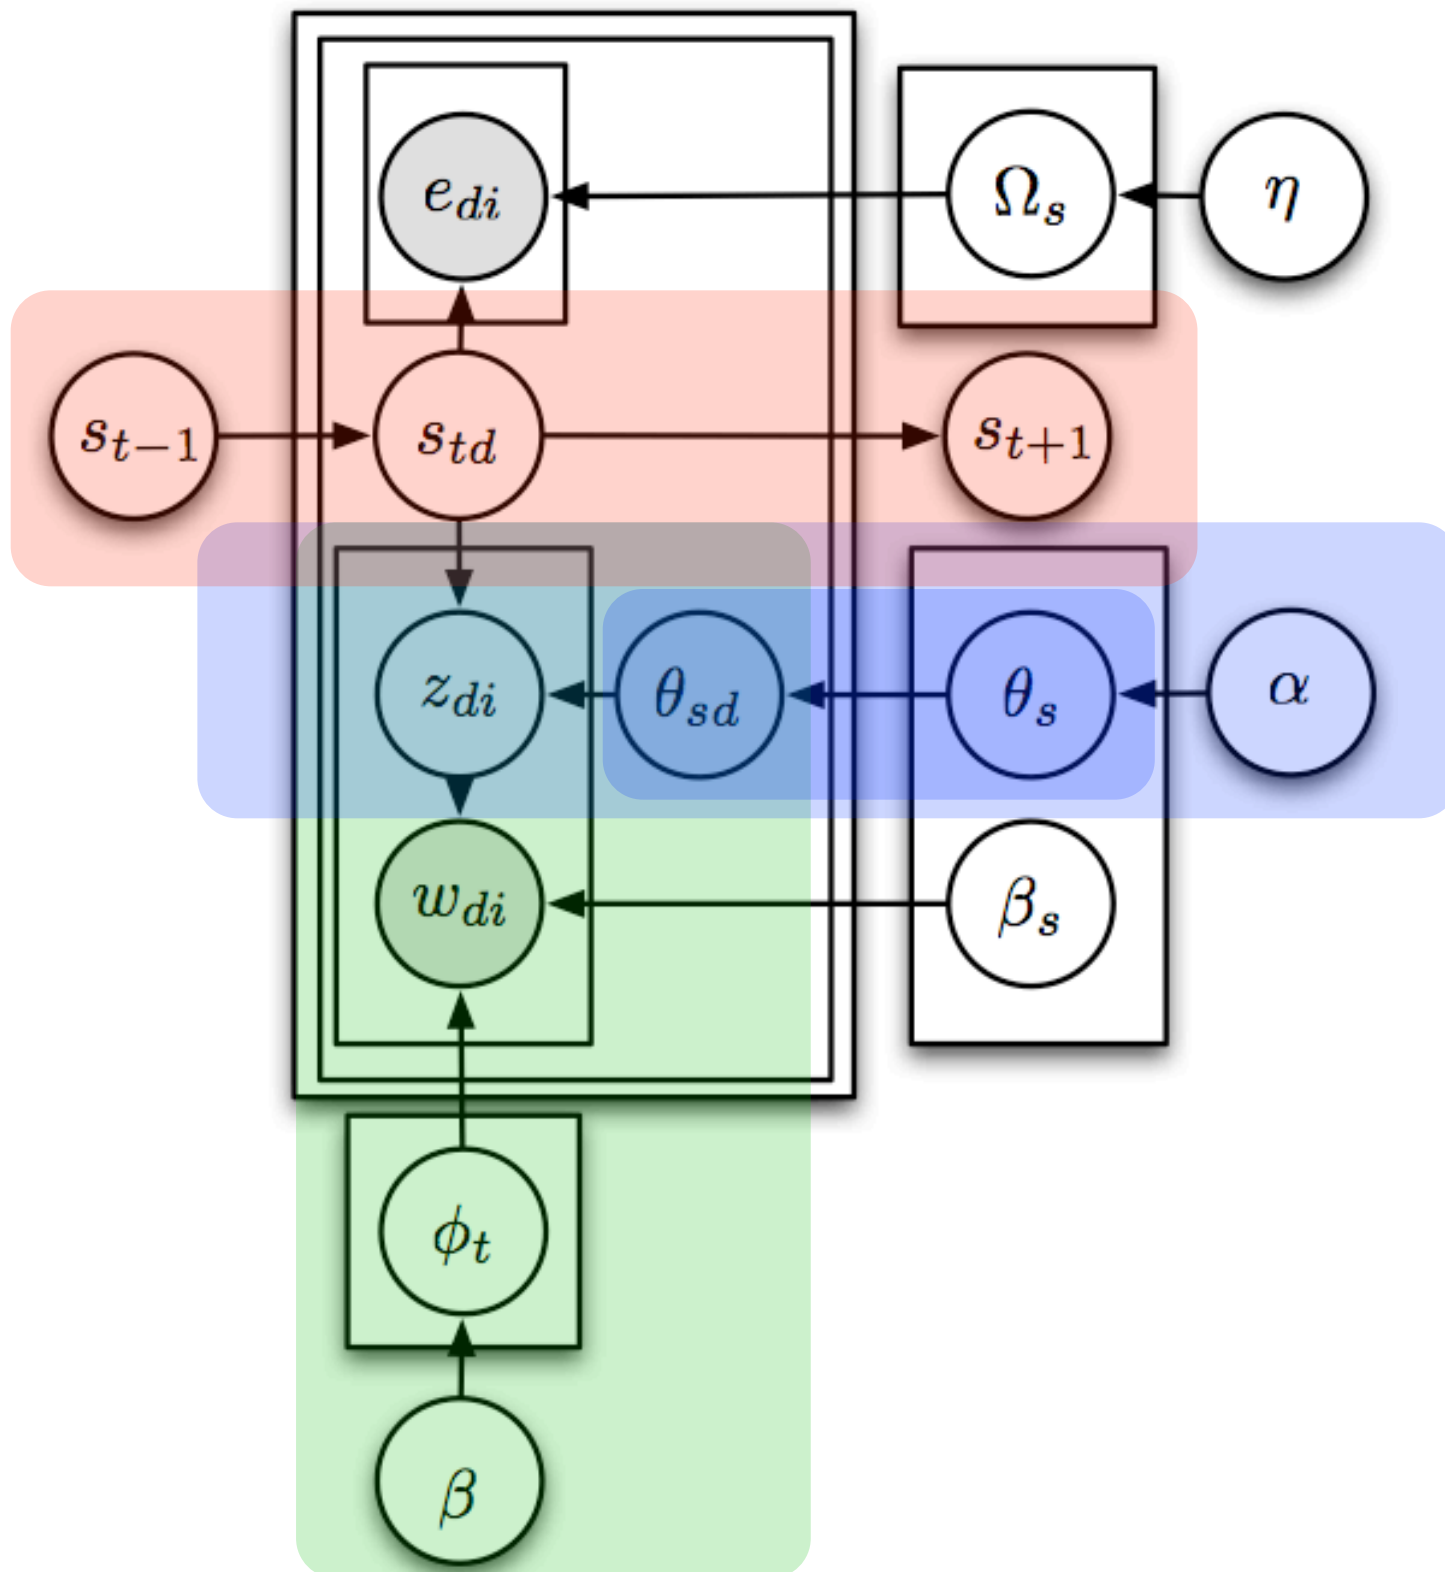 e_{di} Ω_s η
s_{t−1} s_{td} s_{t+1}
z_{di} θ_{sd} θ_s α
w_{di} β_s
ϕ_t
β